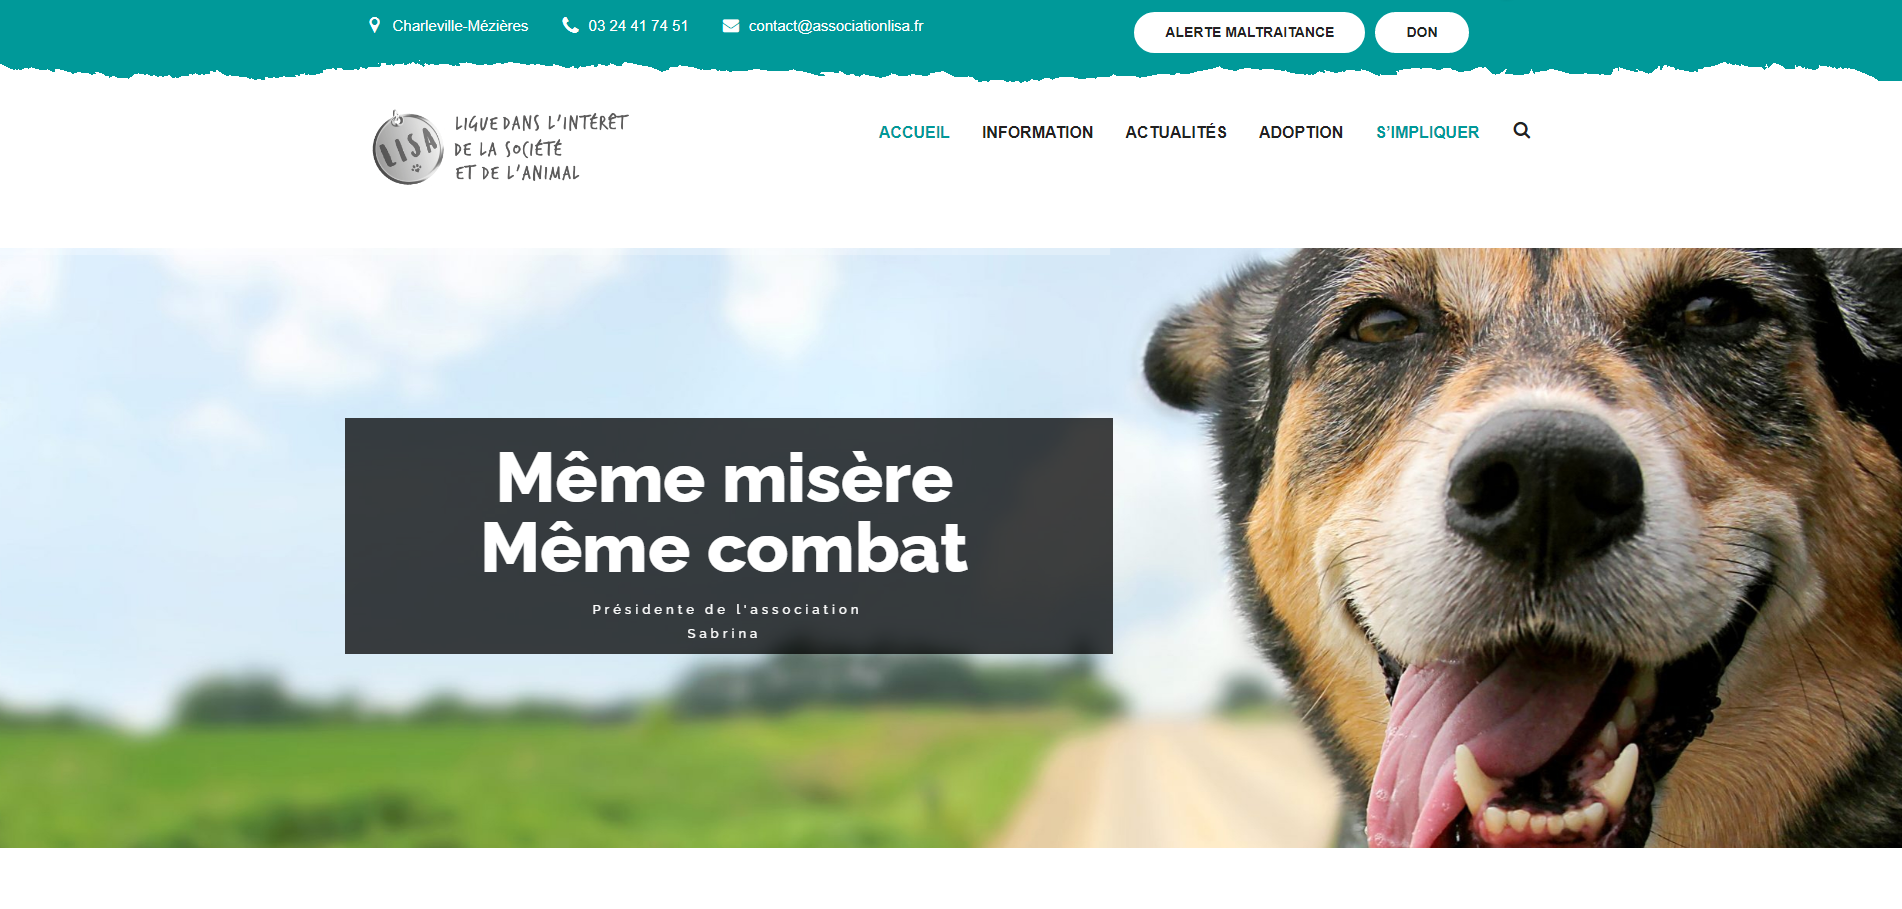 Charleville-Mézières
03 24 41 74 51
contact@associationlisa.fr
ALERTE MALTRAITANCE
DON
LISA
LIGUE DANS L'INTÉRÊT
DE LA SOCIÉTÉ
ET DE L'ANIMAL
ACCUEIL
INFORMATION
ACTUALITÉS
ADOPTION
S'IMPLIQUER
Même misère
Même combat
Présidente de l'association
Sabrina